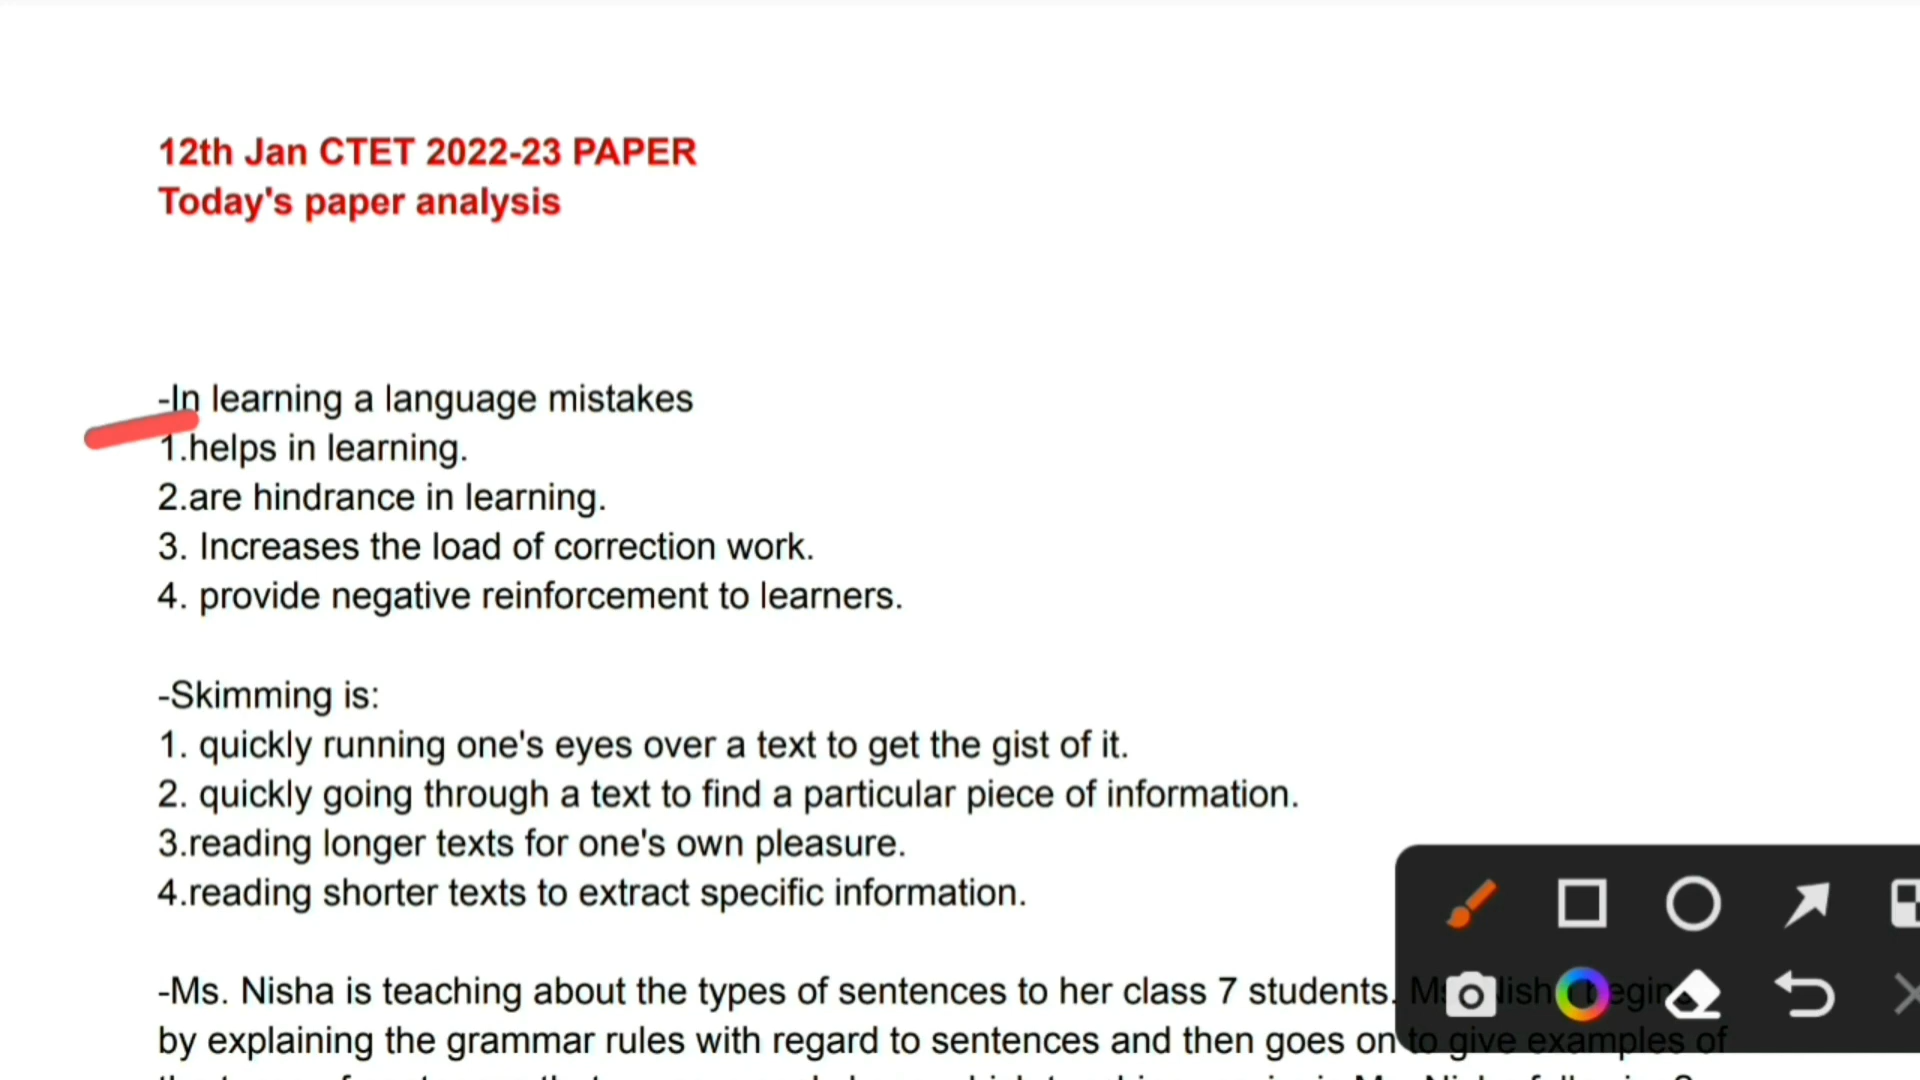 12th Jan CTET 2022-23 PAPER
Today's paper analysis
-In learning a language mistakes
1.helps in learning.
2.are hindrance in learning.
3. Increases the load of correction work.
4. provide negative reinforcement to learners.
-Skimming is:
1. quickly running one's eyes over a text to get the gist of it.
2. quickly going through a text to find a particular piece of information.
3.reading longer texts for one's own pleasure.
4.reading shorter texts to extract specific information.
-Ms. Nisha is teaching about the types of sentences to her class 7 students.
by explaining the grammar rules with regard to sentences and then goes on to give examples of